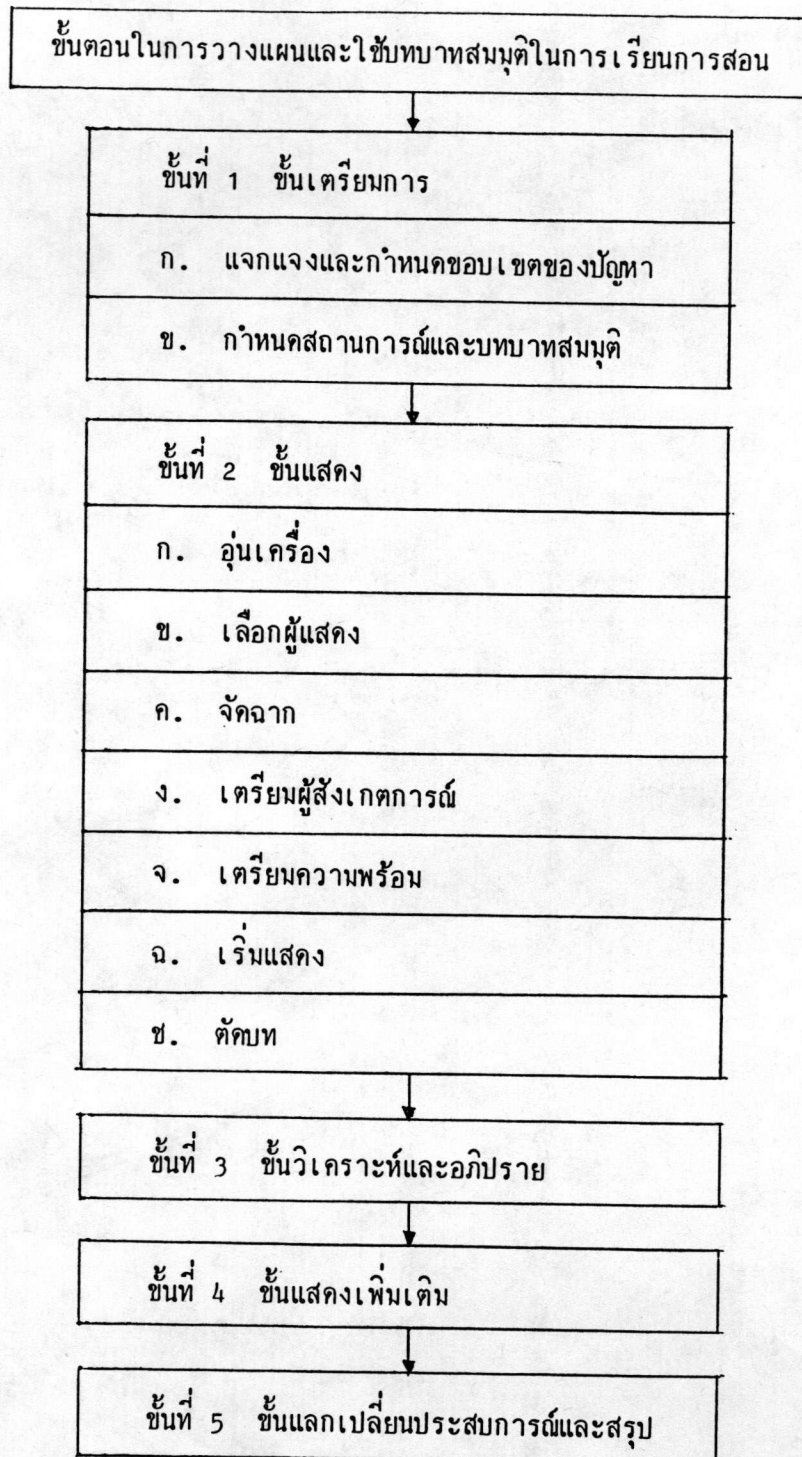 ขั้นตอนในการวางแผนและใช้บทบาทสมมุติในการเรียนการสอน
ขั้นที่ 1 ขั้นเตรียมการ
ก. แจกแจงและกำหนดขอบเขตของปัญหา
ข. กำหนดสถานการณ์และบทบาทสมมุติ
ขั้นที่ 2 ขั้นแสดง
ก. อุ่นเครื่อง
ข. เลือกผู้แสดง
ค. จัดฉาก
ง. เตรียมผู้สังเกตการณ์
จ. เตรียมความพร้อม
ฉ. เริ่มแสดง
ช. ตัดบท
ขั้นที่ 3 ขั้นวิเคราะห์และอภิปราย
ขั้นที่ 4 ขั้นแสดงเพิ่มเติม
ขั้นที่ 5 ขั้นแลกเปลี่ยนประสบการณ์และสรุป